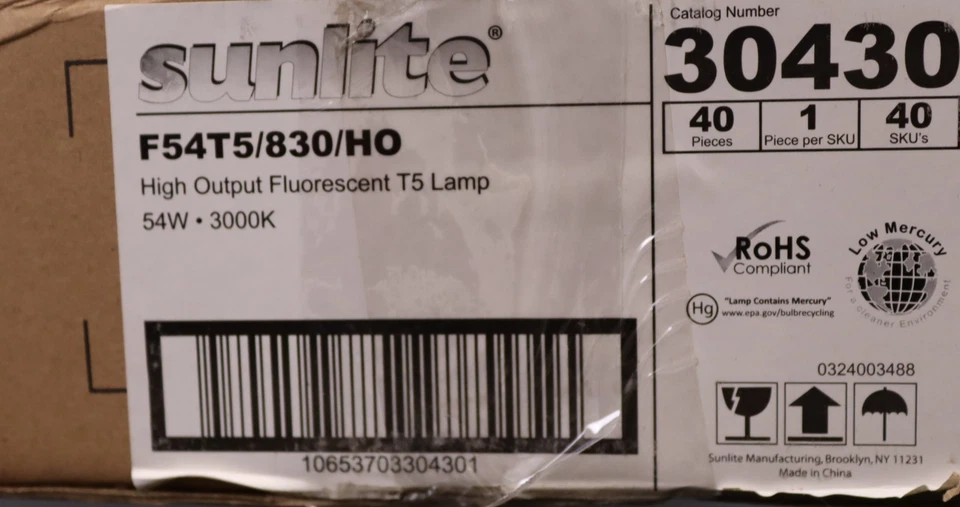 sunlite®
F54T5/830/HO
High Output Fluorescent T5 Lamp
54W • 3000K
10653703304301
Catalog Number
30430
40 1 40
Pieces Piece per SKU SKU's
RoHS
Compliant
Low Mercury
For a cleaner Environment
Hg
"Lamp Contains Mercury"
www.epa.gov/bulbrecycling
0324003488
Sunlite Manufacturing, Brooklyn, NY 11231
Made in China